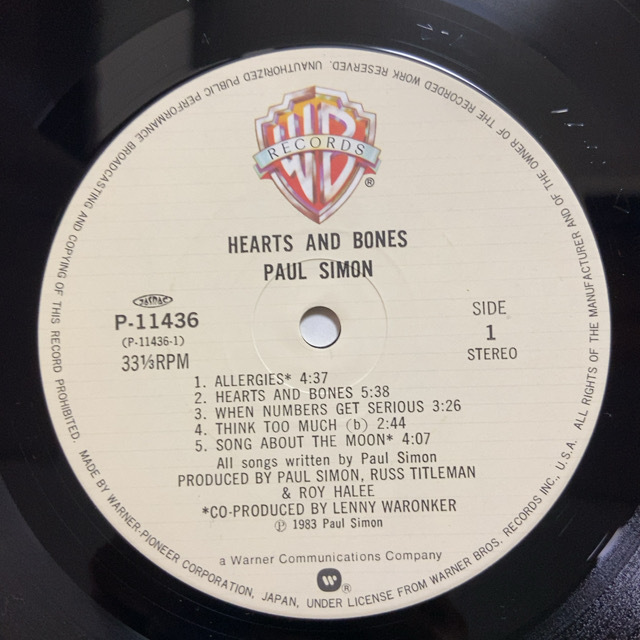 WB
RECORDS
®
HEARTS AND BONES
PAUL SIMON
JASRAC
P-11436
(P-11436-1)
33⅓RPM
SIDE
1
STEREO
1. ALLERGIES* 4:37
2. HEARTS AND BONES 5:38
3. WHEN NUMBERS GET SERIOUS 3:26
4. THINK TOO MUCH (b) 2:44
5. SONG ABOUT THE MOON* 4:07
All songs written by Paul Simon
PRODUCED BY PAUL SIMON, RUSS TITLEMAN
& ROY HALEE
*CO-PRODUCED BY LENNY WARONKER
℗ 1983 Paul Simon
a Warner Communications Company
®
MADE BY WARNER-PIONEER CORPORATION, JAPAN, UNDER LICENSE FROM WARNER BROS. RECORDS INC., U.S.A. ALL RIGHTS OF THE MANUFACTURER AND OF THE OWNER OF THE RECORDED WORK RESERVED. UNAUTHORIZED PUBLIC PERFORMANCE BROADCASTING AND COPYING OF THIS RECORD PROHIBITED.